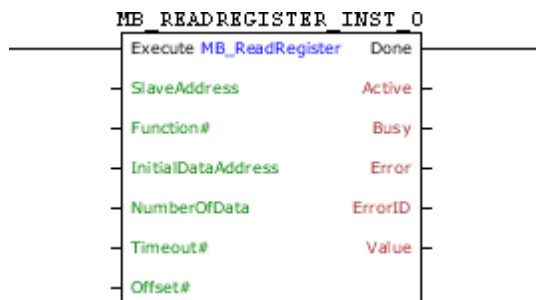 MB_READREGISTER_INST_0
Execute MB_ReadRegister Done
SlaveAddress Active
Function# Busy
InitialDataAddress Error
NumberOfData ErrorID
Timeout# Value
Offset#